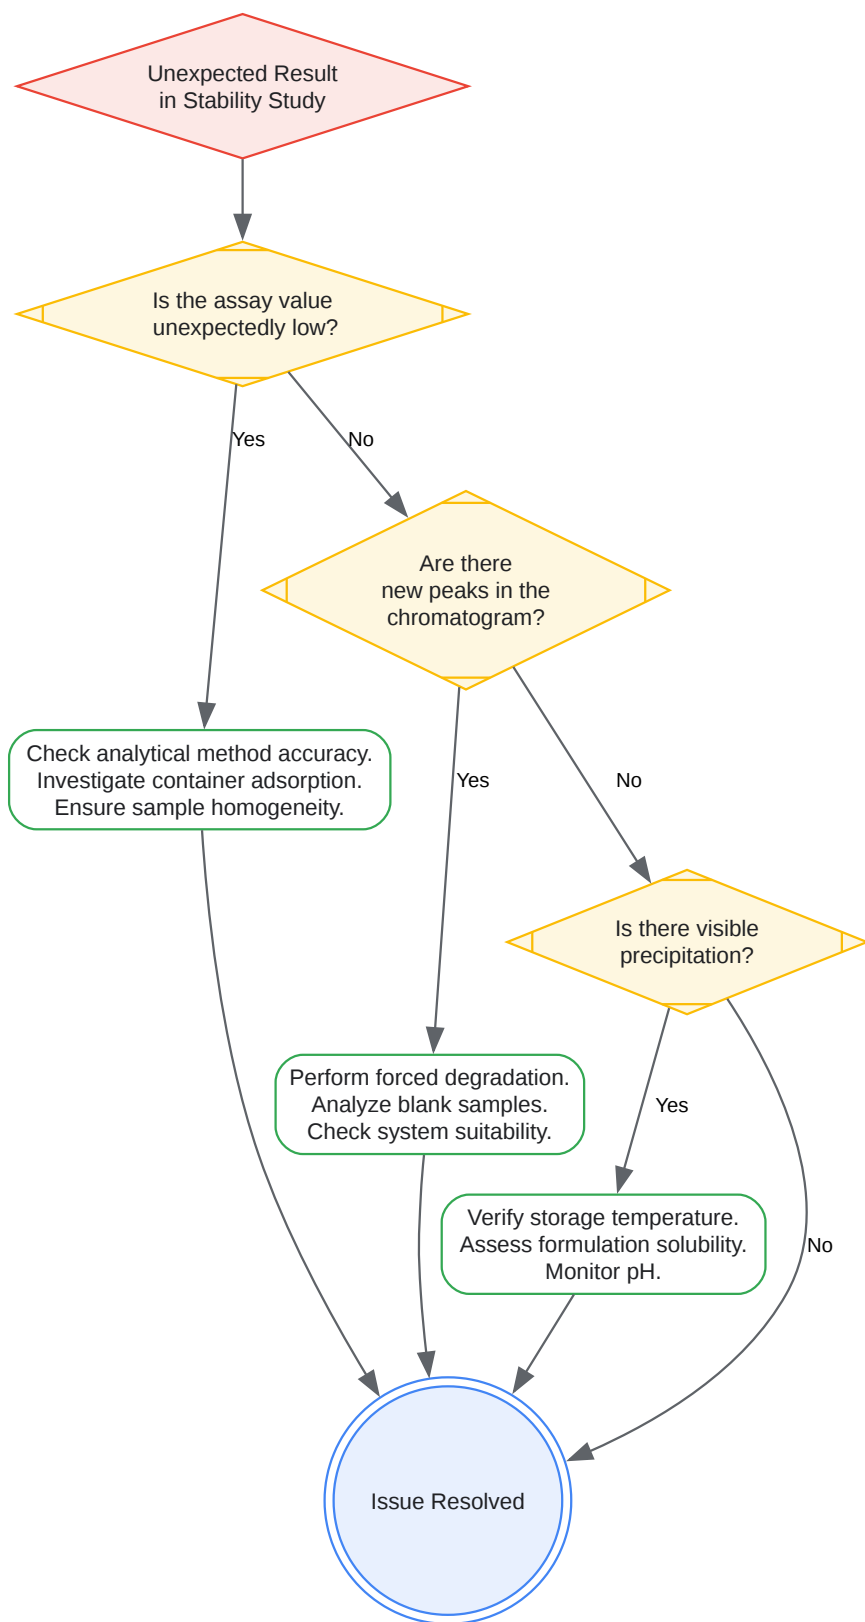 Unexpected Result
in Stability Study
Is the assay value
unexpectedly low?
Yes
No
Are there
new peaks in the
chromatogram?
Check analytical method accuracy.
Investigate container adsorption.
Ensure sample homogeneity.
Yes
No
Is there visible
precipitation?
Perform forced degradation.
Analyze blank samples.
Check system suitability.
Yes
Verify storage temperature.
Assess formulation solubility.
Monitor pH.
No
Issue Resolved